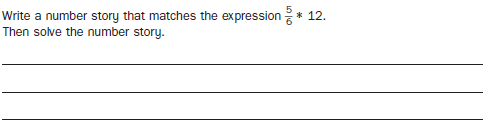 Write a number story that matches the expression 5/6 * 12.
Then solve the number story.